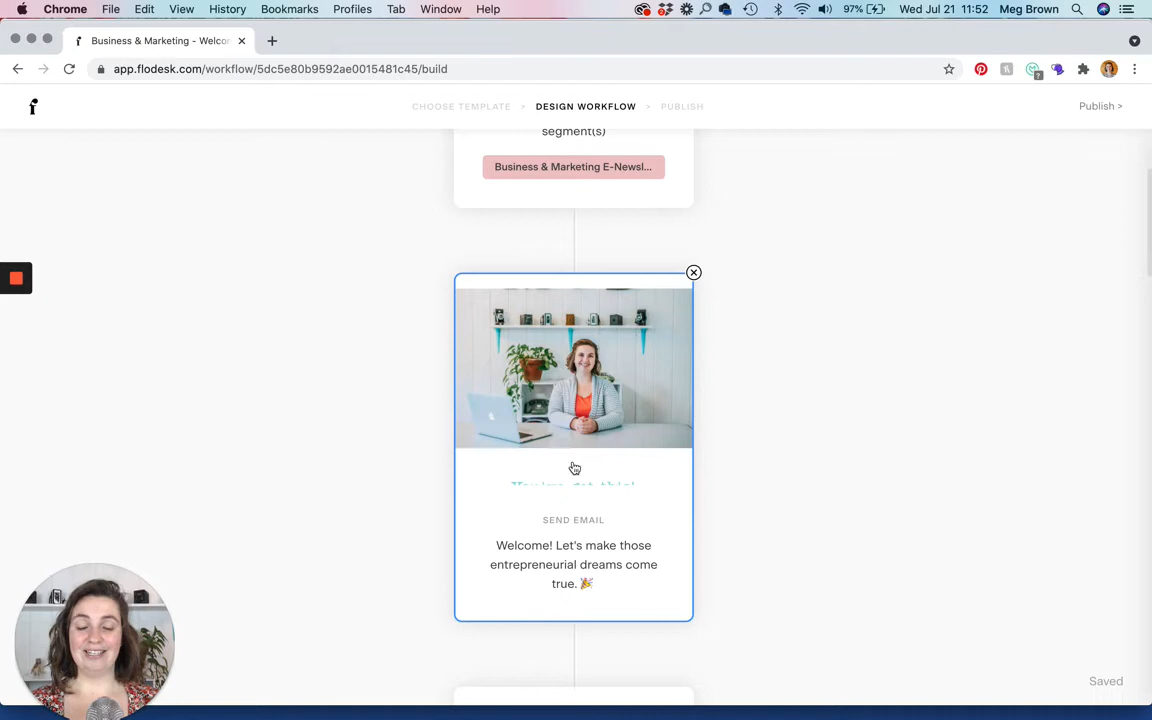 Chrome File Edit View History Bookmarks Profiles Tab Window Help 97% Wed Jul 21 11:52 Meg Brown
Business & Marketing - Welcor
app.flodesk.com/workflow/5dc5e80b9592ae0015481c45/build
CHOOSE TEMPLATE > DESIGN WORKFLOW > PUBLISH Publish >
segment(s)
Business & Marketing E-Newsl...
SEND EMAIL
Welcome! Let's make those
entrepreneurial dreams come
true. 🎉
Saved